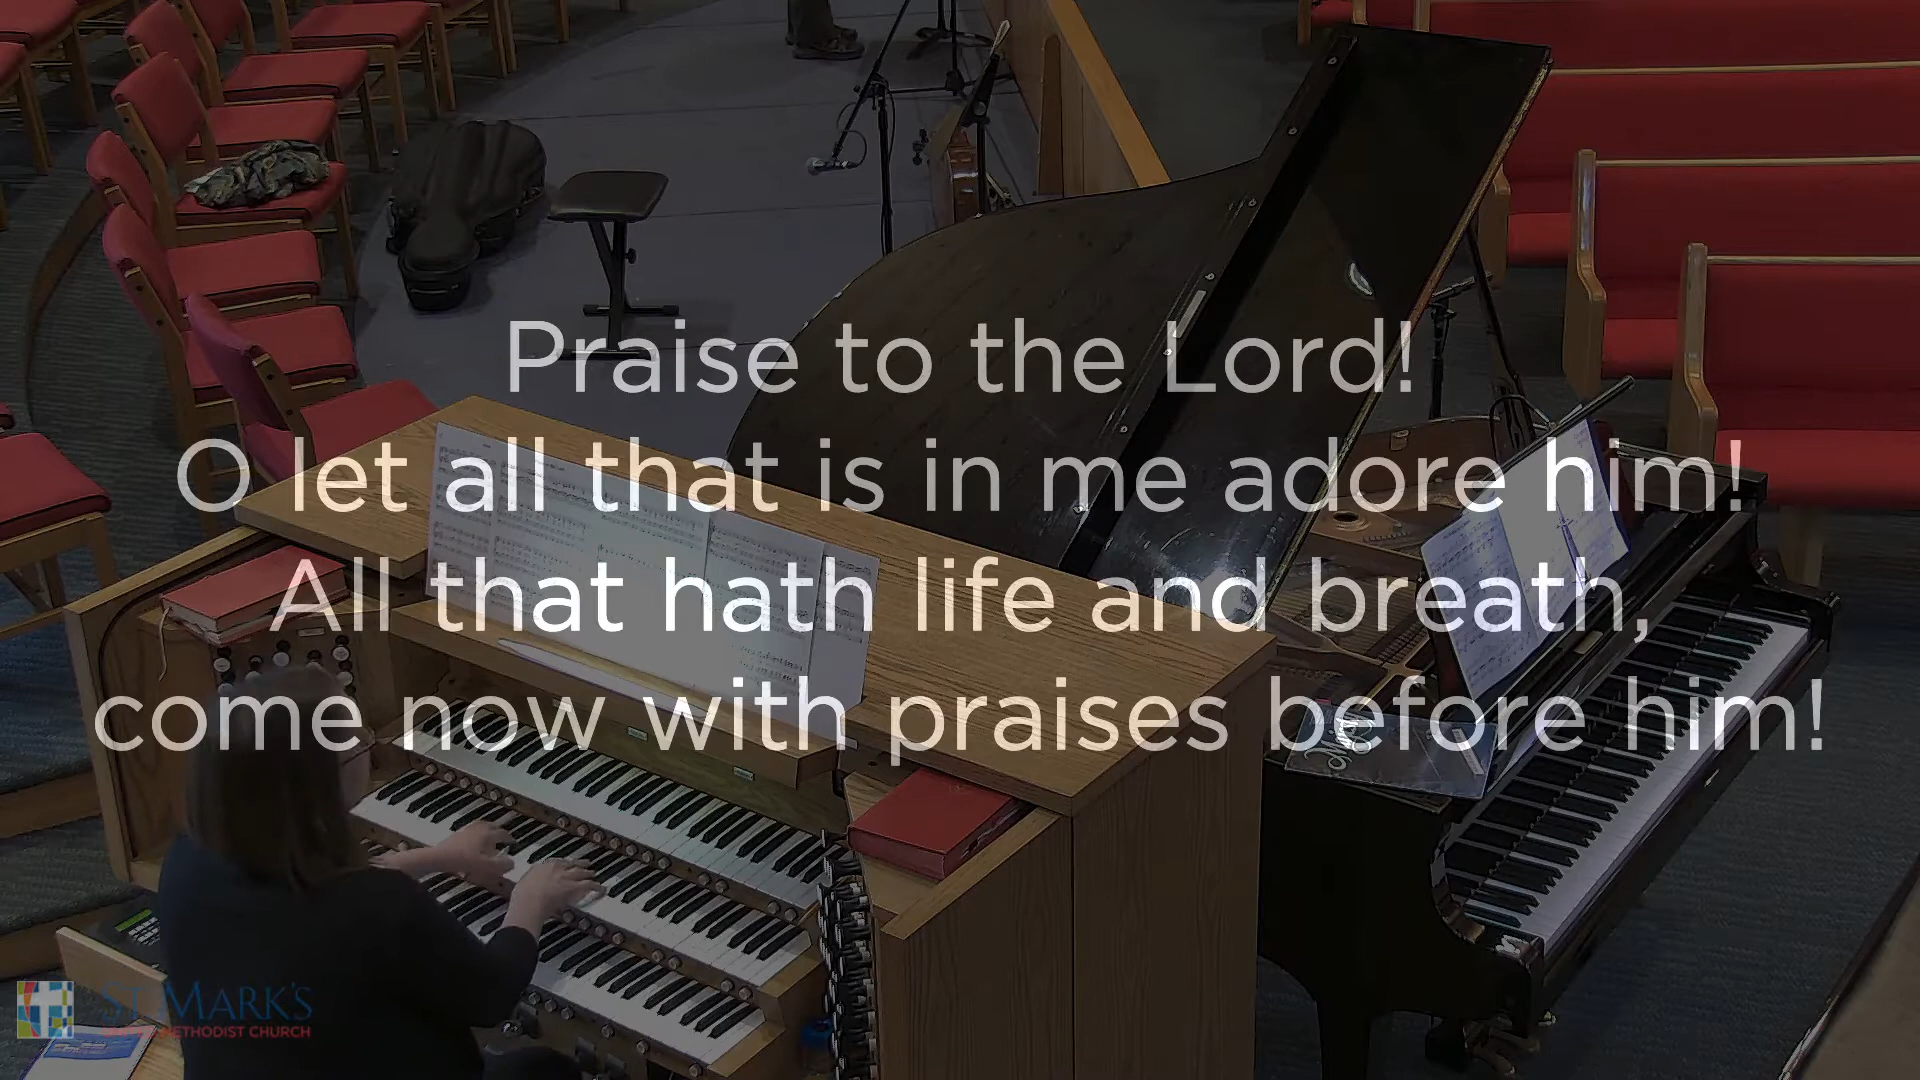 Praise to the Lord!
O let all that is in me adore him!
All that hath life and breath,
come now with praises before him!
ST. MARK'S
METHODIST CHURCH